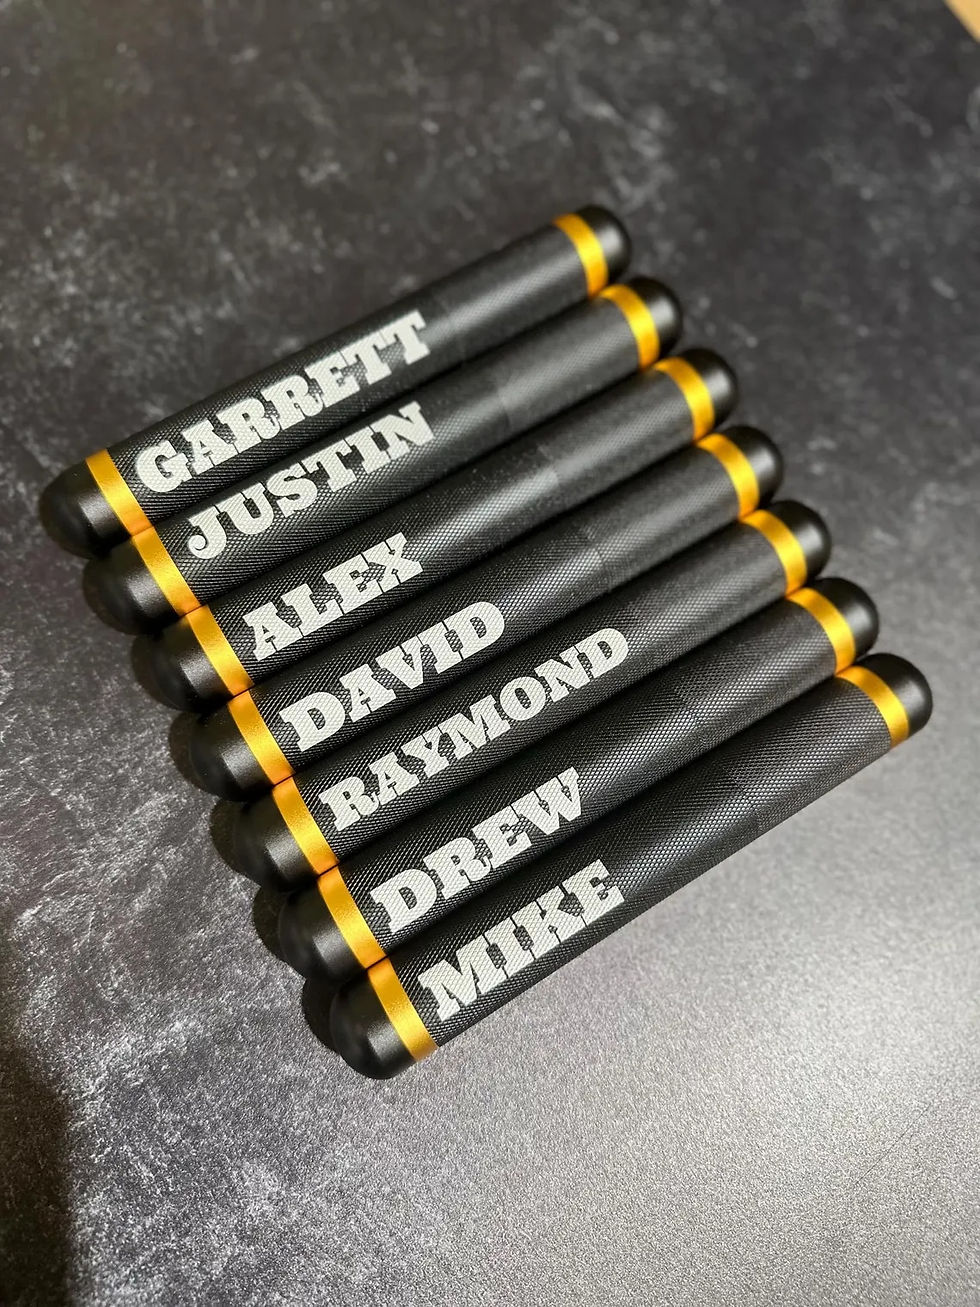 GARRETT
JUSTIN
ALEX
DAVID
RAYMOND
DREW
MIKE